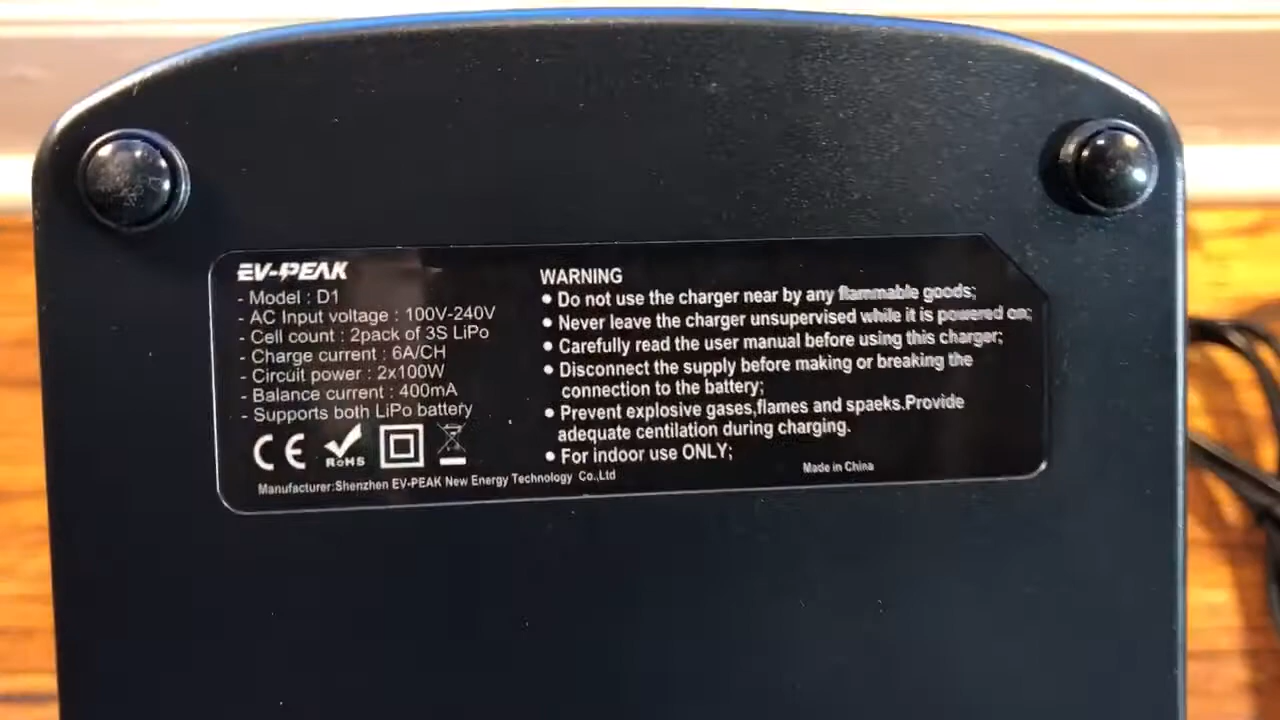 EV-PEAK
- Model : D1
- AC Input voltage : 100V-240V
- Cell count : 2pack of 3S LiPo
- Charge current : 6A/CH
- Circuit power : 2x100W
- Balance current : 400mA
- Supports both LiPo battery
CE RoHS
Manufacturer:Shenzhen EV-PEAK New Energy Technology Co.,Ltd
WARNING
● Do not use the charger near by any flammable goods;
● Never leave the charger unsupervised while it is powered on;
● Carefully read the user manual before using this charger;
● Disconnect the supply before making or breaking the
connection to the battery;
● Prevent explosive gases,flames and spaeks.Provide
adequate centilation during charging.
● For indoor use ONLY;
Made in China